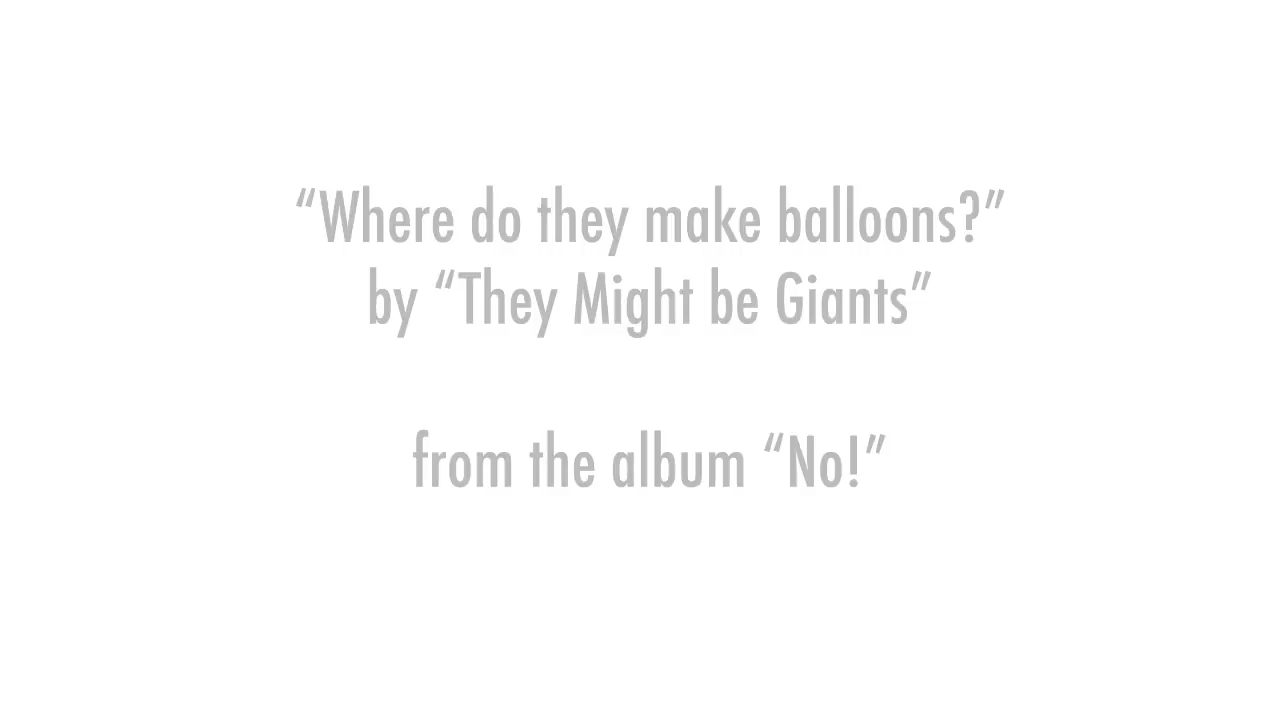 “Where do they make balloons?”
by “They Might be Giants”
from the album “No!”